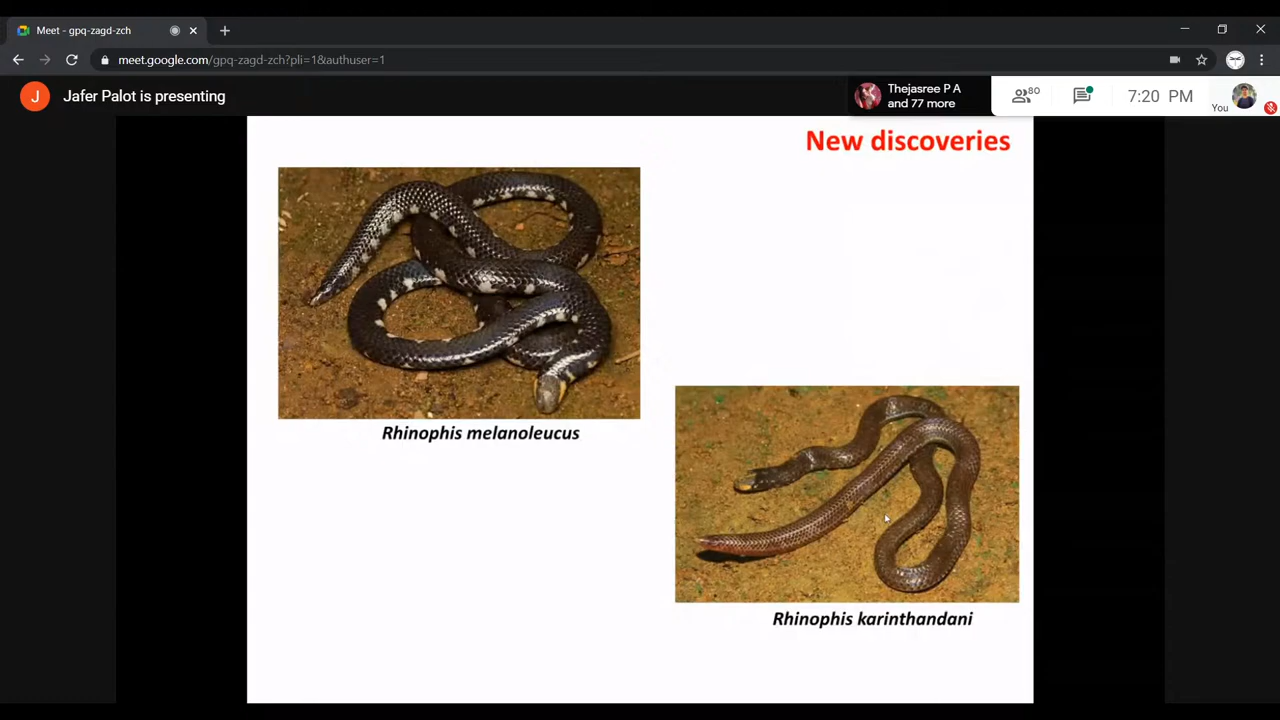 Meet - gpq-zagd-zch
meet.google.com/gpq-zagd-zch?pli=1&authuser=1
J
Jafer Palot is presenting
Thejasree P A
and 77 more
80
7:20 PM
You
New discoveries
Rhinophis melanoleucus
Rhinophis karinthandani